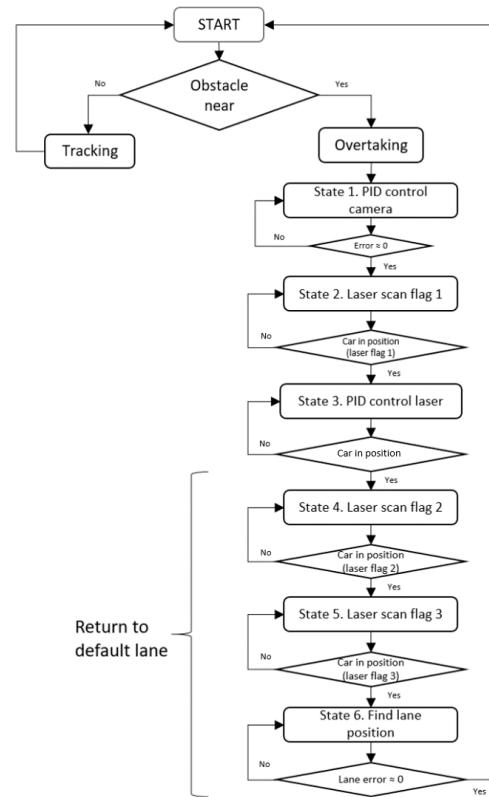 START
Obstacle
near
No
Yes
Tracking
Overtaking
State 1. PID control
camera
No
Error ≈ 0
Yes
State 2. Laser scan flag 1
No
Car in position
(laser flag 1)
Yes
State 3. PID control laser
No
Car in position
Yes
State 4. Laser scan flag 2
No
Car in position
(laser flag 2)
Yes
Return to
default lane
State 5. Laser scan flag 3
No
Car in position
(laser flag 3)
Yes
State 6. Find lane
position
No
Lane error ≈ 0
Yes